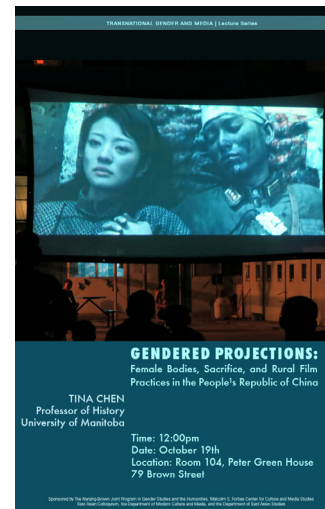 TRANSNATIONAL GENDER AND MEDIA | Lecture Series
GENDERED PROJECTIONS:
Female Bodies, Sacrifice, and Rural Film
Practices in the People's Republic of China
TINA CHEN
Professor of History
University of Manitoba
Time: 12:00pm
Date: October 19th
Location: Room 104, Peter Green House
79 Brown Street
Sponsored by The Nanjing-Brown Joint Program in Gender Studies and the Humanities, Malcolm S. Forbes Center for Culture and Media Studies
East Asian Colloquium, the Department of Modern Culture and Media, and the Department of East Asian Studies